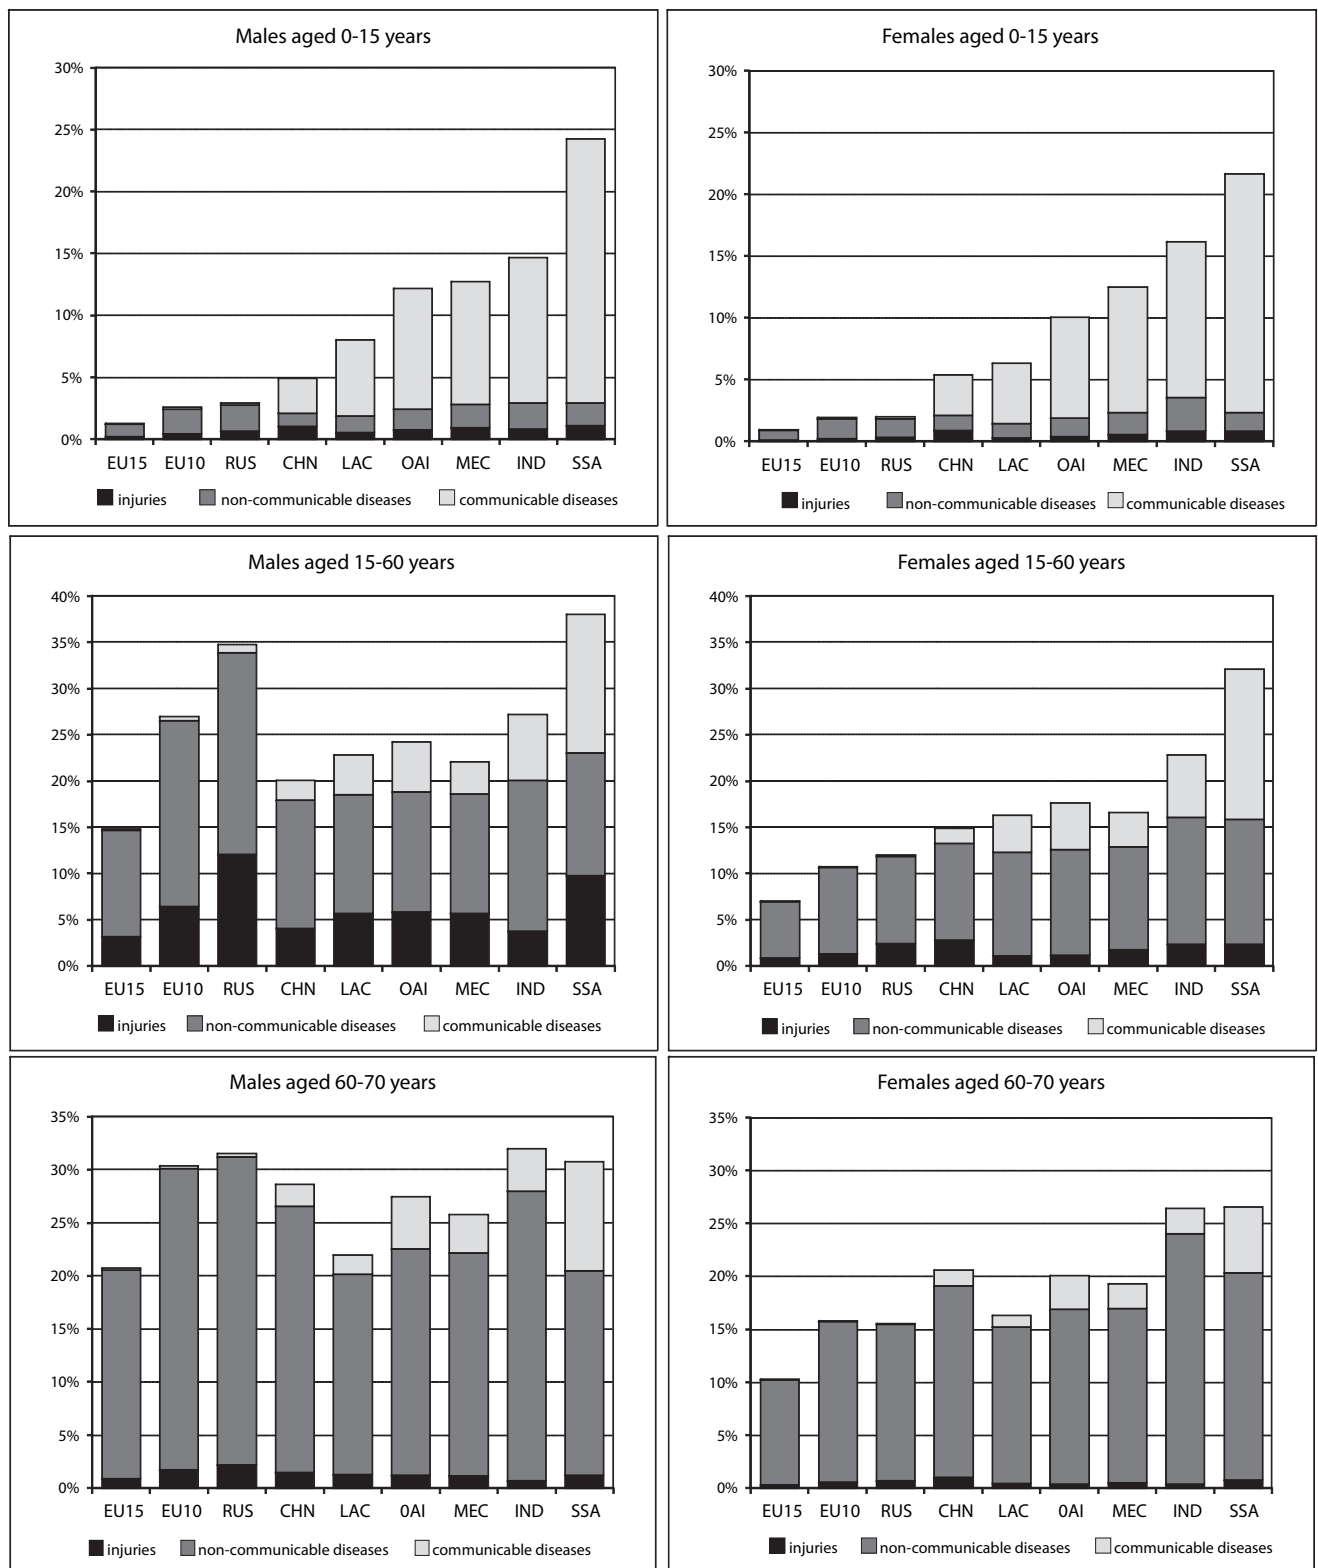 Males aged 0-15 years
30%
25%
20%
15%
10%
5%
0%
EU15 EU10 RUS CHN LAC OAI MEC IND SSA
injuries non-communicable diseases communicable diseases
Females aged 0-15 years
30%
25%
20%
15%
10%
5%
0%
EU15 EU10 RUS CHN LAC OAI MEC IND SSA
injuries non-communicable diseases communicable diseases
Males aged 15-60 years
40%
35%
30%
25%
20%
15%
10%
5%
0%
EU15 EU10 RUS CHN LAC OAI MEC IND SSA
injuries non-communicable diseases communicable diseases
Females aged 15-60 years
40%
35%
30%
25%
20%
15%
10%
5%
0%
EU15 EU10 RUS CHN LAC OAI MEC IND SSA
injuries non-communicable diseases communicable diseases
Males aged 60-70 years
35%
30%
25%
20%
15%
10%
5%
0%
EU15 EU10 RUS CHN LAC 0AI MEC IND SSA
injuries non-communicable diseases communicable diseases
Females aged 60-70 years
35%
30%
25%
20%
15%
10%
5%
0%
EU15 EU10 RUS CHN LAC 0AI MEC IND SSA
injuries non-communicable diseases communicable diseases